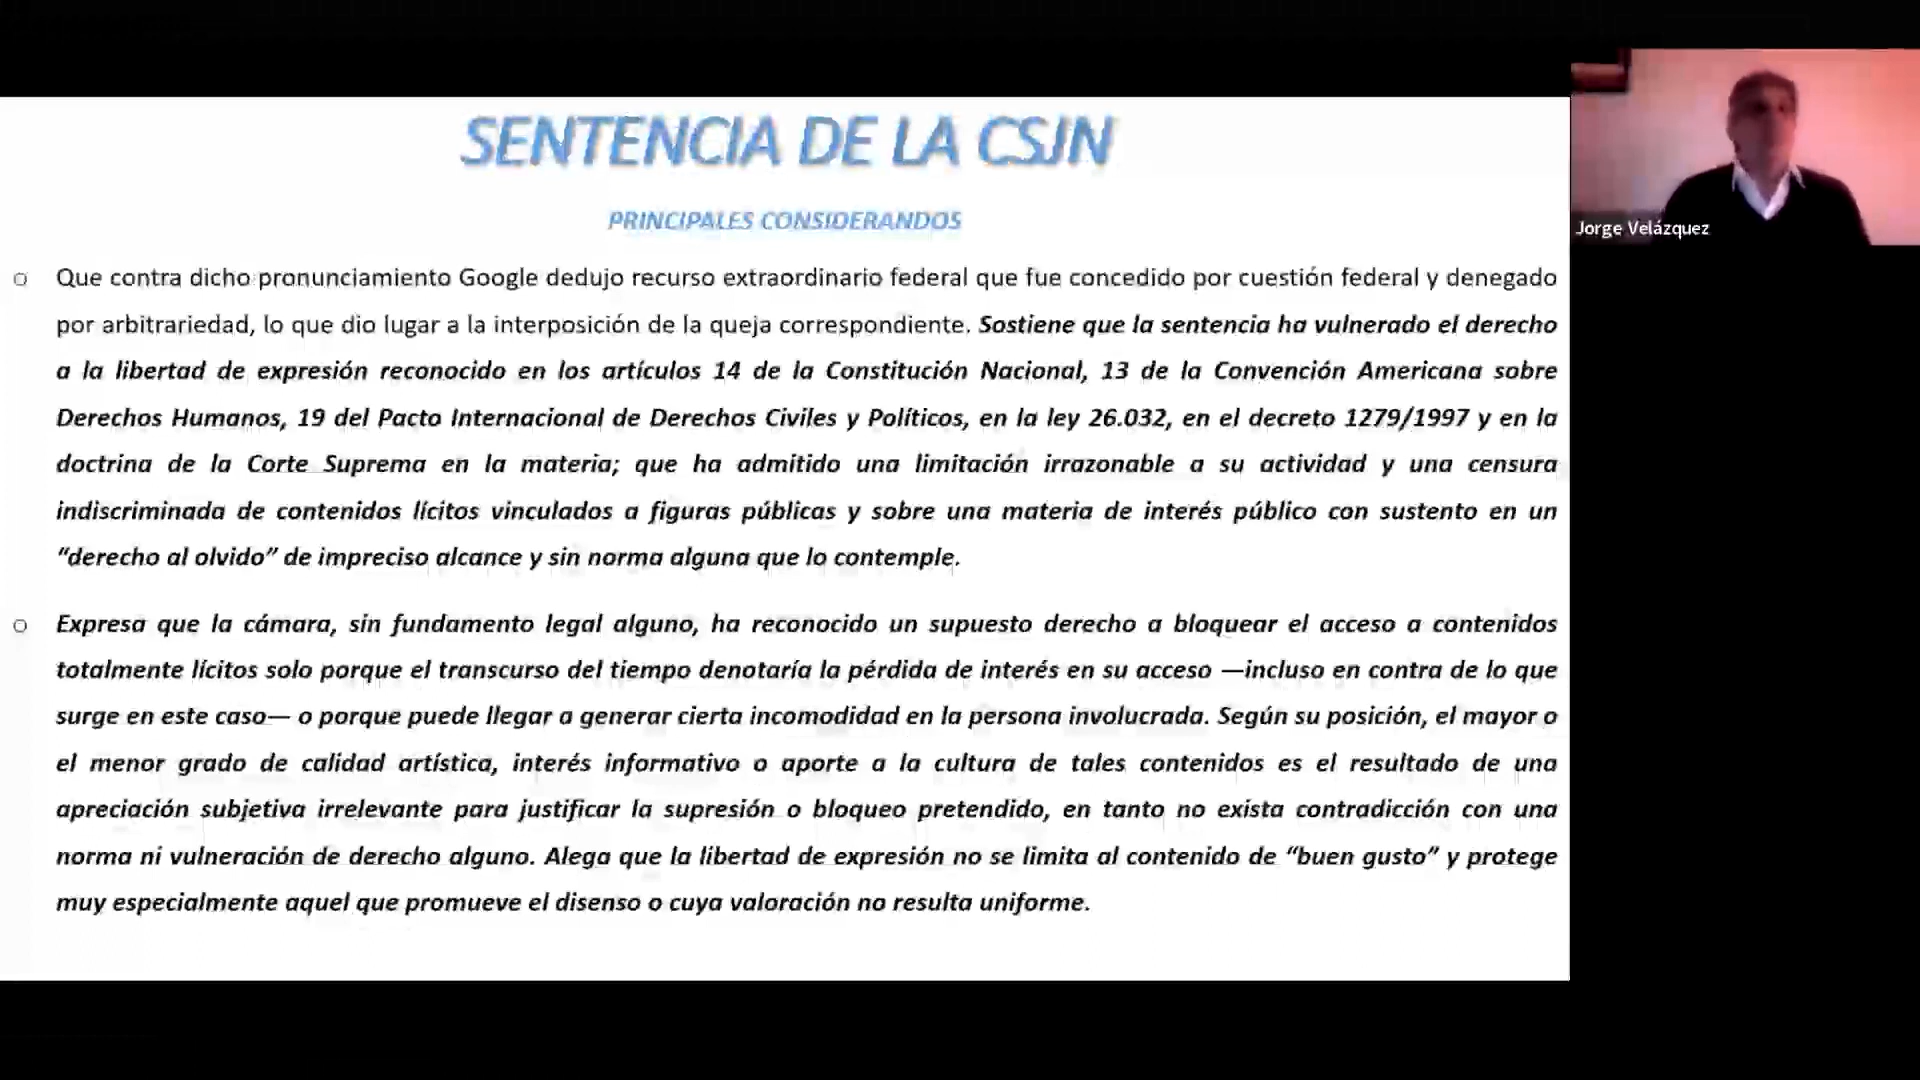 SENTENCIA DE LA CSJN
PRINCIPALES CONSIDERANDOS
Jorge Velázquez
○ Que contra dicho pronunciamiento Google dedujo recurso extraordinario federal que fue concedido por cuestión federal y denegado
por arbitrariedad, lo que dio lugar a la interposición de la queja correspondiente. Sostiene que la sentencia ha vulnerado el derecho
a la libertad de expresión reconocido en los artículos 14 de la Constitución Nacional, 13 de la Convención Americana sobre
Derechos Humanos, 19 del Pacto Internacional de Derechos Civiles y Políticos, en la ley 26.032, en el decreto 1279/1997 y en la
doctrina de la Corte Suprema en la materia; que ha admitido una limitación irrazonable a su actividad y una censura
indiscriminada de contenidos lícitos vinculados a figuras públicas y sobre una materia de interés público con sustento en un
“derecho al olvido” de impreciso alcance y sin norma alguna que lo contemple.
○ Expresa que la cámara, sin fundamento legal alguno, ha reconocido un supuesto derecho a bloquear el acceso a contenidos
totalmente lícitos solo porque el transcurso del tiempo denotaría la pérdida de interés en su acceso —incluso en contra de lo que
surge en este caso— o porque puede llegar a generar cierta incomodidad en la persona involucrada. Según su posición, el mayor o
el menor grado de calidad artística, interés informativo o aporte a la cultura de tales contenidos es el resultado de una
apreciación subjetiva irrelevante para justificar la supresión o bloqueo pretendido, en tanto no exista contradicción con una
norma ni vulneración de derecho alguno. Alega que la libertad de expresión no se limita al contenido de “buen gusto” y protege
muy especialmente aquel que promueve el disenso o cuya valoración no resulta uniforme.